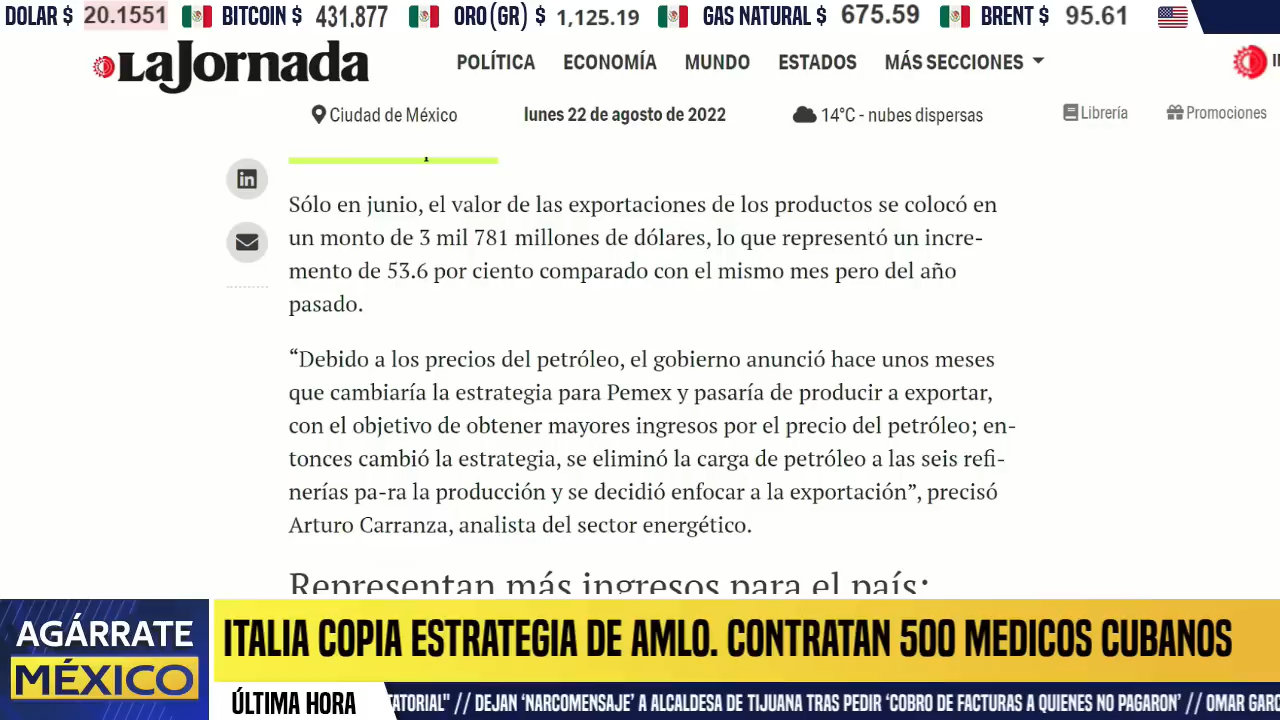 DOLAR $ 20.1551 BITCOIN $ 431,877 ORO(GR) $ 1,125.19 GAS NATURAL $ 675.59 BRENT $ 95.61
La Jornada POLÍTICA ECONOMÍA MUNDO ESTADOS MÁS SECCIONES
Ciudad de México lunes 22 de agosto de 2022 14°C - nubes dispersas Librería Promociones
Sólo en junio, el valor de las exportaciones de los productos se colocó en
un monto de 3 mil 781 millones de dólares, lo que representó un incre-
mento de 53.6 por ciento comparado con el mismo mes pero del año
pasado.
“Debido a los precios del petróleo, el gobierno anunció hace unos meses
que cambiaría la estrategia para Pemex y pasaría de producir a exportar,
con el objetivo de obtener mayores ingresos por el precio del petróleo; en-
tonces cambió la estrategia, se eliminó la carga de petróleo a las seis refi-
nerías pa-ra la producción y se decidió enfocar a la exportación”, precisó
Arturo Carranza, analista del sector energético.
Representan más ingresos para el país:
AGÁRRATE
MÉXICO
ITALIA COPIA ESTRATEGIA DE AMLO. CONTRATAN 500 MEDICOS CUBANOS
ÚLTIMA HORA
TATORIAL" // DEJAN ‘NARCOMENSAJE’ A ALCALDESA DE TIJUANA TRAS PEDIR ‘COBRO DE FACTURAS A QUIENES NO PAGARON’ // OMAR GARC